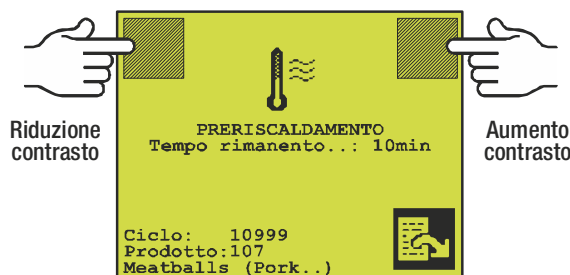 Riduzione
contrasto
Aumento
contrasto
PRERISCALDAMENTO
Tempo rimanento..: 10min
Ciclo: 10999
Prodotto:107
Meatballs (Pork..)